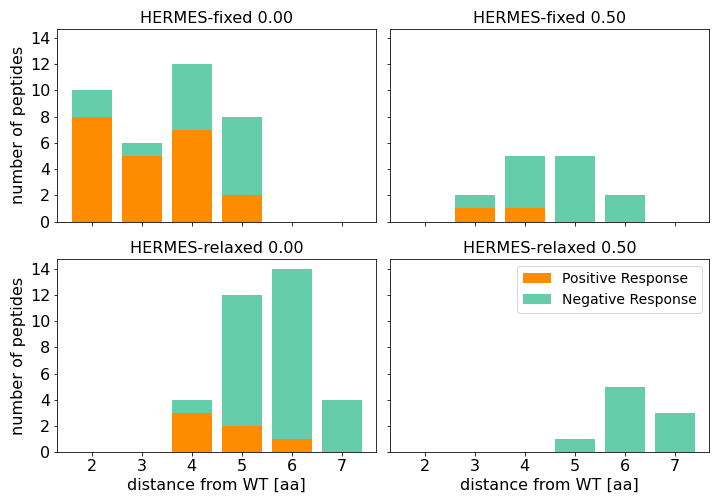 HERMES-fixed 0.00
HERMES-fixed 0.50
number of peptides
14
12
10
8
6
4
2
0
HERMES-relaxed 0.00
HERMES-relaxed 0.50
number of peptides
14
12
10
8
6
4
2
0
Positive Response
Negative Response
2 3 4 5 6 7
2 3 4 5 6 7
distance from WT [aa]
distance from WT [aa]